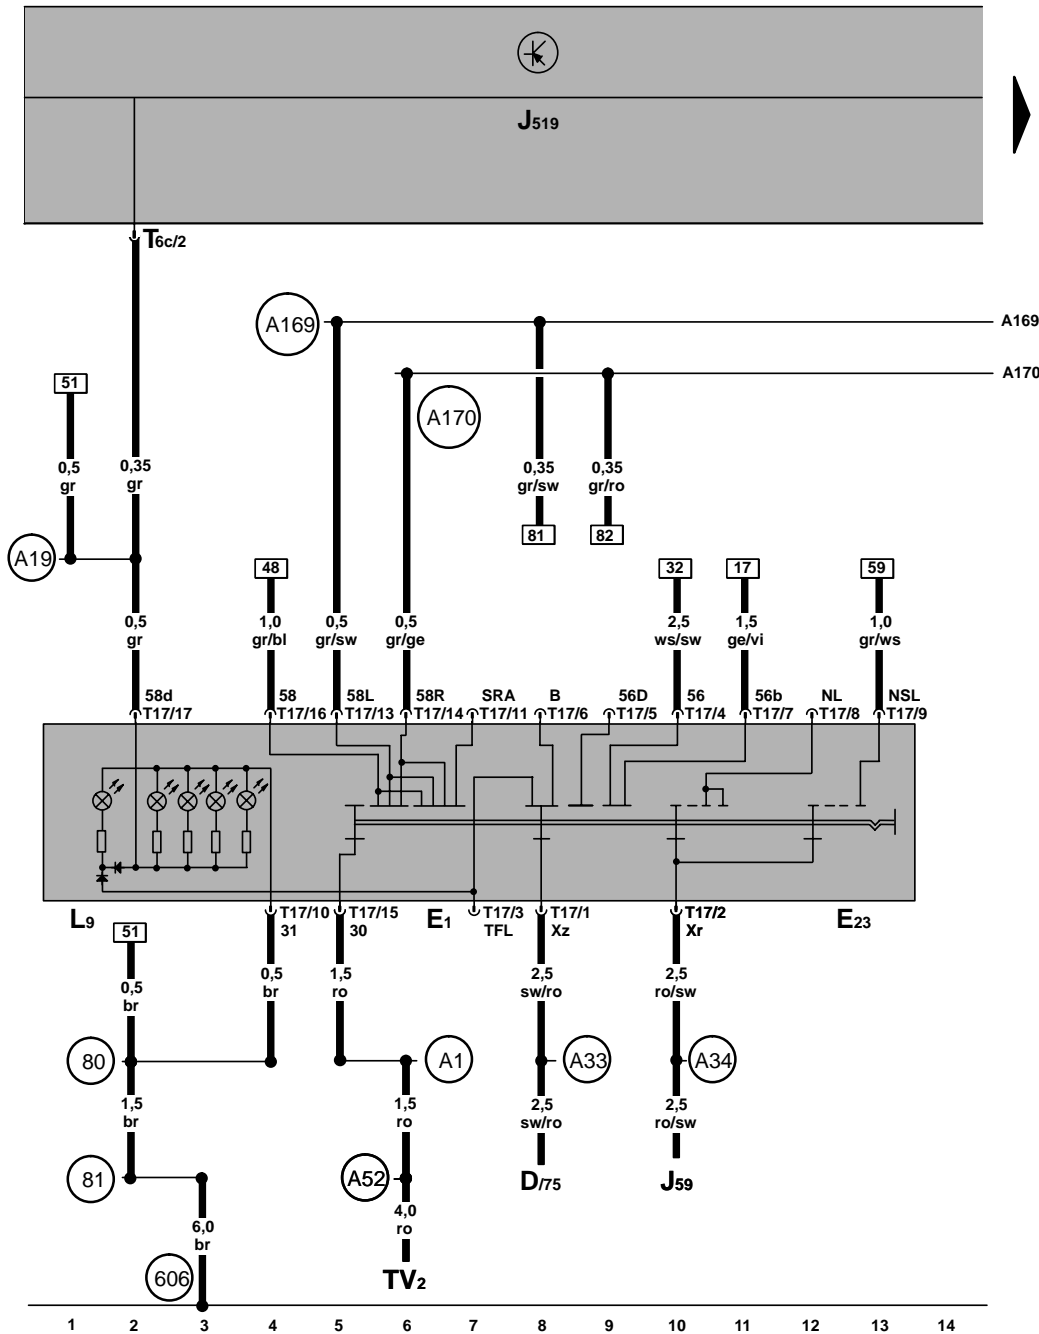 J519
T6c/2
A169
A169
51
A170
A170
0,5
gr
0,35
gr
0,35
gr/sw
0,35
gr/ro
81
82
A19
48
32
17
59
0,5
gr
1,0
gr/bl
0,5
gr/sw
0,5
gr/ge
2,5
ws/sw
1,5
ge/vi
1,0
gr/ws
58d
T17/17
58
T17/16
58L
T17/13
58R
T17/14
SRA
T17/11
B
T17/6
56D
T17/5
56
T17/4
56b
T17/7
NL
T17/8
NSL
T17/9
L9
T17/10
31
T17/15
30
E1
T17/3
TFL
T17/1
Xz
T17/2
Xr
E23
51
0,5
br
0,5
br
1,5
ro
2,5
sw/ro
2,5
ro/sw
80
A1
A33
A34
1,5
br
1,5
ro
2,5
sw/ro
2,5
ro/sw
81
A52
D/75
J59
6,0
br
4,0
ro
606
TV2
1 2 3 4 5 6 7 8 9 10 11 12 13 14